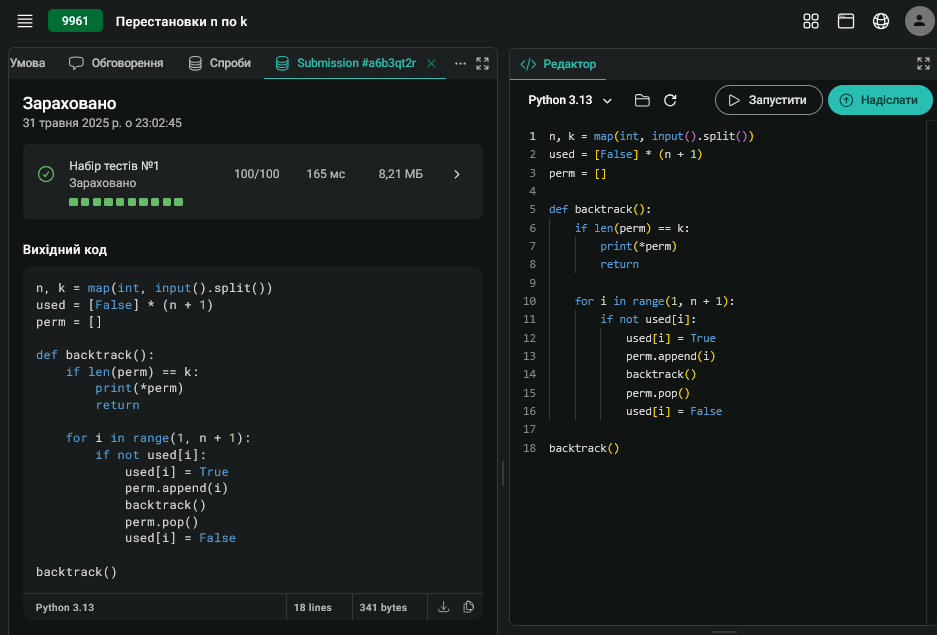 9961 Перестановки n по k
Умова Обговорення Спроби Submission #a6b3qt2r
Зараховано
31 травня 2025 р. о 23:02:45
Набір тестів №1
Зараховано
100/100 165 мс 8,21 МБ
Вихідний код
n, k = map(int, input().split())
used = [False] * (n + 1)
perm = []

def backtrack():
    if len(perm) == k:
        print(*perm)
        return

    for i in range(1, n + 1):
        if not used[i]:
            used[i] = True
            perm.append(i)
            backtrack()
            perm.pop()
            used[i] = False

backtrack()
Python 3.13 18 lines 341 bytes
Редактор
Python 3.13 Запустити Надіслати
1 n, k = map(int, input().split())
2 used = [False] * (n + 1)
3 perm = []
4
5 def backtrack():
6     if len(perm) == k:
7         print(*perm)
8         return
9
10     for i in range(1, n + 1):
11         if not used[i]:
12             used[i] = True
13             perm.append(i)
14             backtrack()
15             perm.pop()
16             used[i] = False
17
18 backtrack()